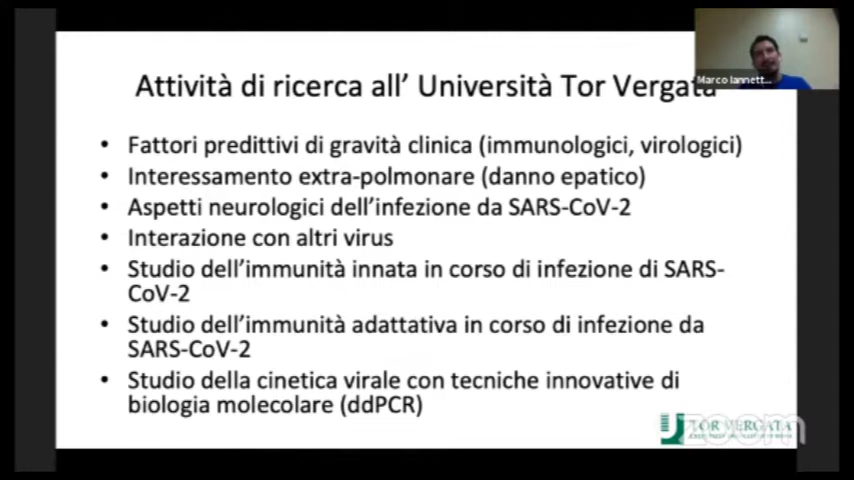 Marco Iannett...
Attività di ricerca all' Università Tor Vergata
• Fattori predittivi di gravità clinica (immunologici, virologici)
• Interessamento extra-polmonare (danno epatico)
• Aspetti neurologici dell'infezione da SARS-CoV-2
• Interazione con altri virus
• Studio dell'immunità innata in corso di infezione di SARS-
CoV-2
• Studio dell'immunità adattativa in corso di infezione da
SARS-CoV-2
• Studio della cinetica virale con tecniche innovative di
biologia molecolare (ddPCR)
TOR VERGATA
zoom